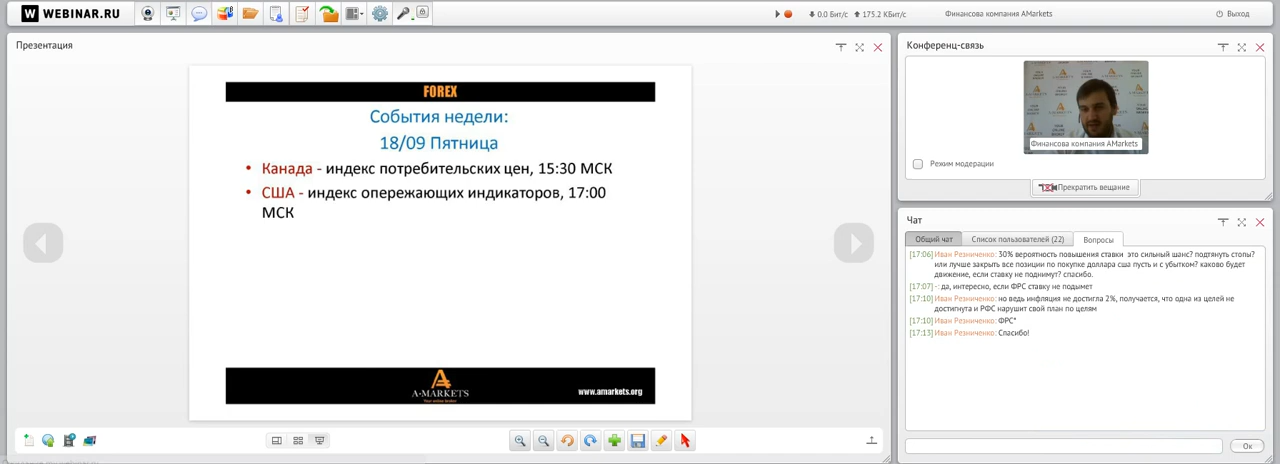 WEBINAR.RU
0.0 Бит/с 175.2 КБит/с
Финансова компания AMarkets
Выход
Презентация
FOREX
События недели:
18/09 Пятница
• Канада - индекс потребительских цен, 15:30 МСК
• США - индекс опережающих индикаторов, 17:00
МСК
A-MARKETS
Your online broker
www.amarkets.org
Конференц-связь
Финансова компания AMarkets
Режим модерации
Прекратить вещание
Чат
Общий чат
Список пользователей (22)
Вопросы
[17:06] Иван Резниченко: 30% вероятность повышения ставки это сильный шанс? подтянуть стопы?
или лучше закрыть все позиции по покупке доллара сша пусть и с убытком? каково будет
движение, если ставку не поднимут? спасибо.
[17:07] -: да, интересно, если ФРС ставку не подымет
[17:10] Иван Резниченко: но ведь инфляция не достигла 2%, получается, что одна из целей не
достигнута и РФС нарушит свой план по целям
[17:10] Иван Резниченко: ФРС*
[17:13] Иван Резниченко: Спасибо!
Ок